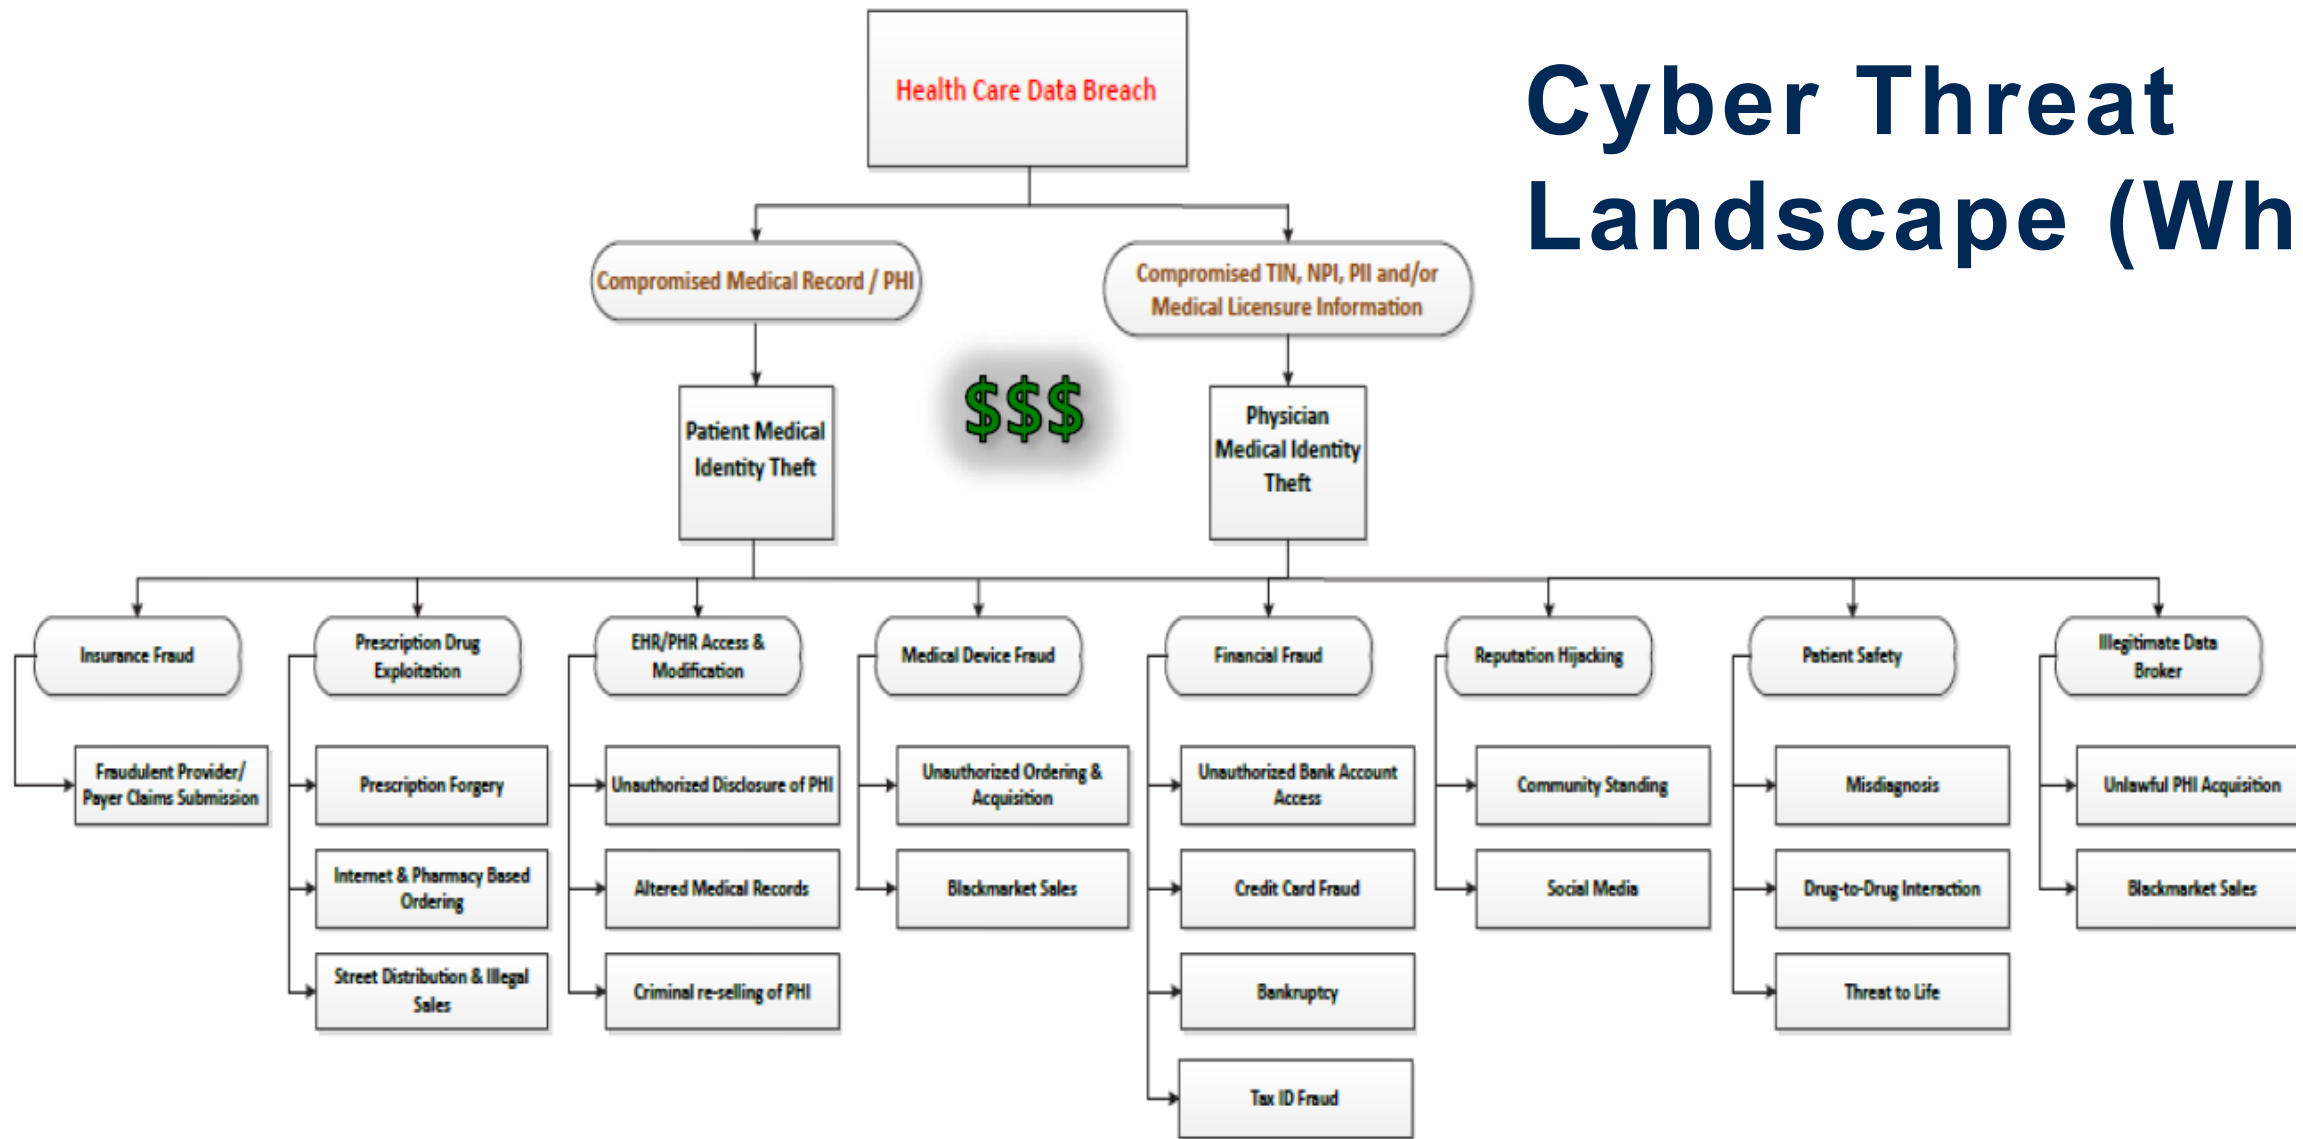 Health Care Data Breach
Cyber Threat
Landscape (Wh
Compromised Medical Record / PHI
Compromised TIN, NPI, PII and/or
Medical Licensure Information
$$$
Patient Medical
Identity Theft
Physician
Medical Identity
Theft
Insurance Fraud
Prescription Drug
Exploitation
EHR/PHR Access &
Modification
Medical Device Fraud
Financial Fraud
Reputation Hijacking
Patient Safety
Illegitimate Data
Broker
Fraudulent Provider/
Payer Claims Submission
Prescription Forgery
Unauthorized Disclosure of PHI
Unauthorized Ordering &
Acquisition
Unauthorized Bank Account
Access
Community Standing
Misdiagnosis
Unlawful PHI Acquisition
Internet & Pharmacy Based
Ordering
Altered Medical Records
Blackmarket Sales
Credit Card Fraud
Social Media
Drug-to-Drug Interaction
Blackmarket Sales
Street Distribution & Illegal
Sales
Criminal re-selling of PHI
Bankruptcy
Threat to Life
Tax ID Fraud